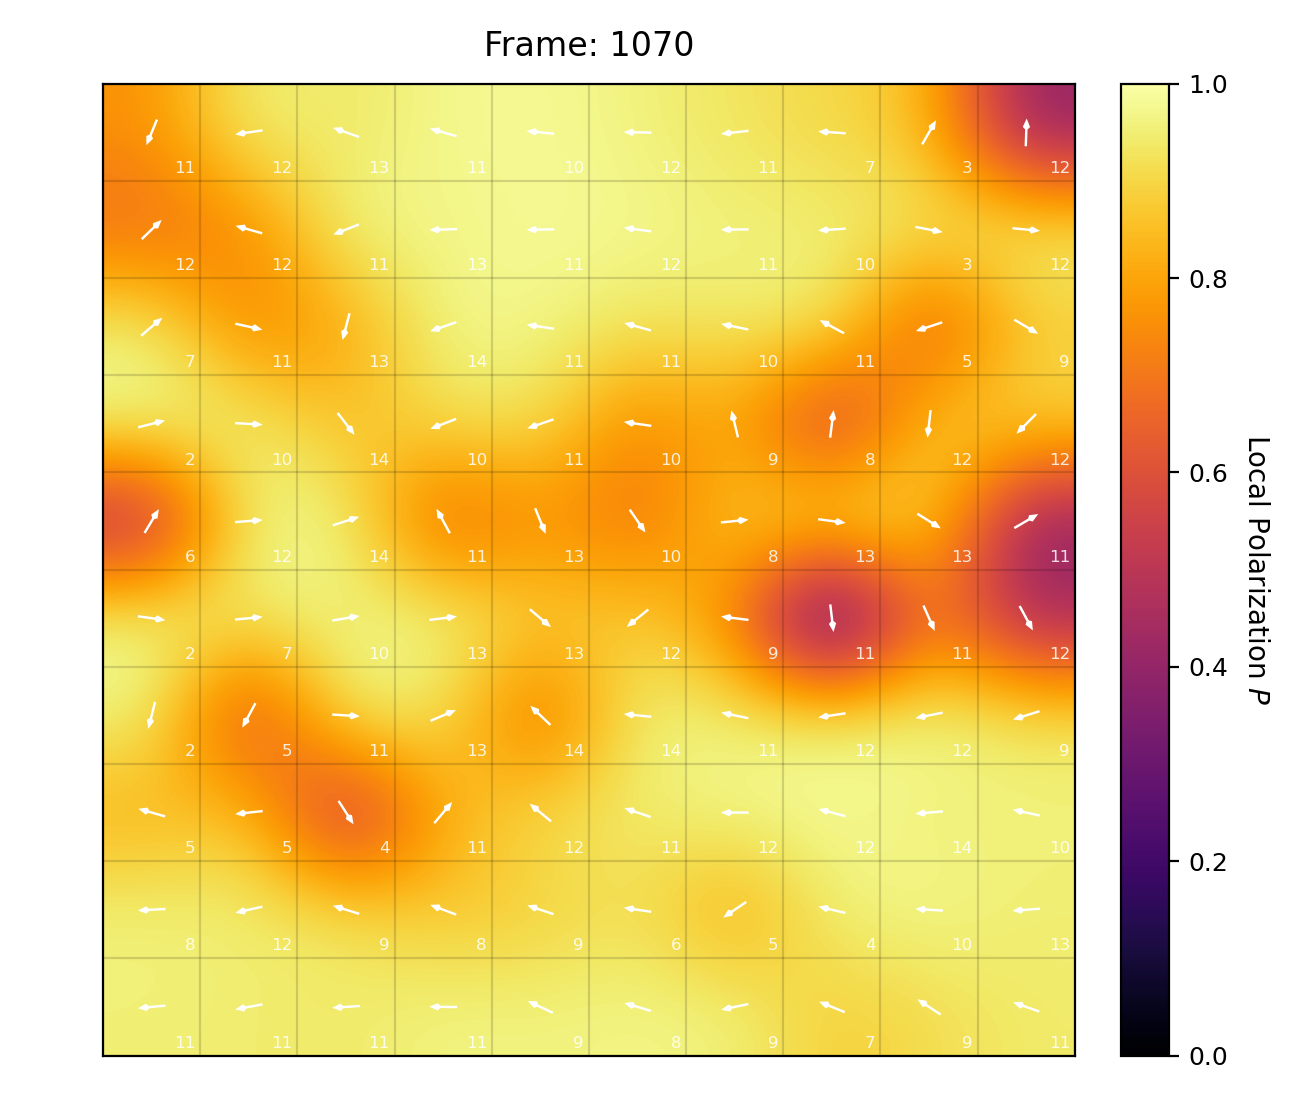 Frame: 1070
11 12 13 11 10 12 11 7 3 12
12 12 11 13 11 12 11 10 3 12
7 11 13 14 11 11 10 11 5 9
2 10 14 10 11 10 9 8 12 12
6 12 14 11 13 10 8 13 13 11
2 7 10 13 13 12 9 11 11 12
2 5 11 13 14 14 11 12 12 9
5 5 4 11 12 11 12 12 14 10
8 12 9 8 9 6 5 4 10 13
11 11 11 11 9 8 9 7 9 11
1.0
0.8
0.6
0.4
0.2
0.0
Local Polarization P